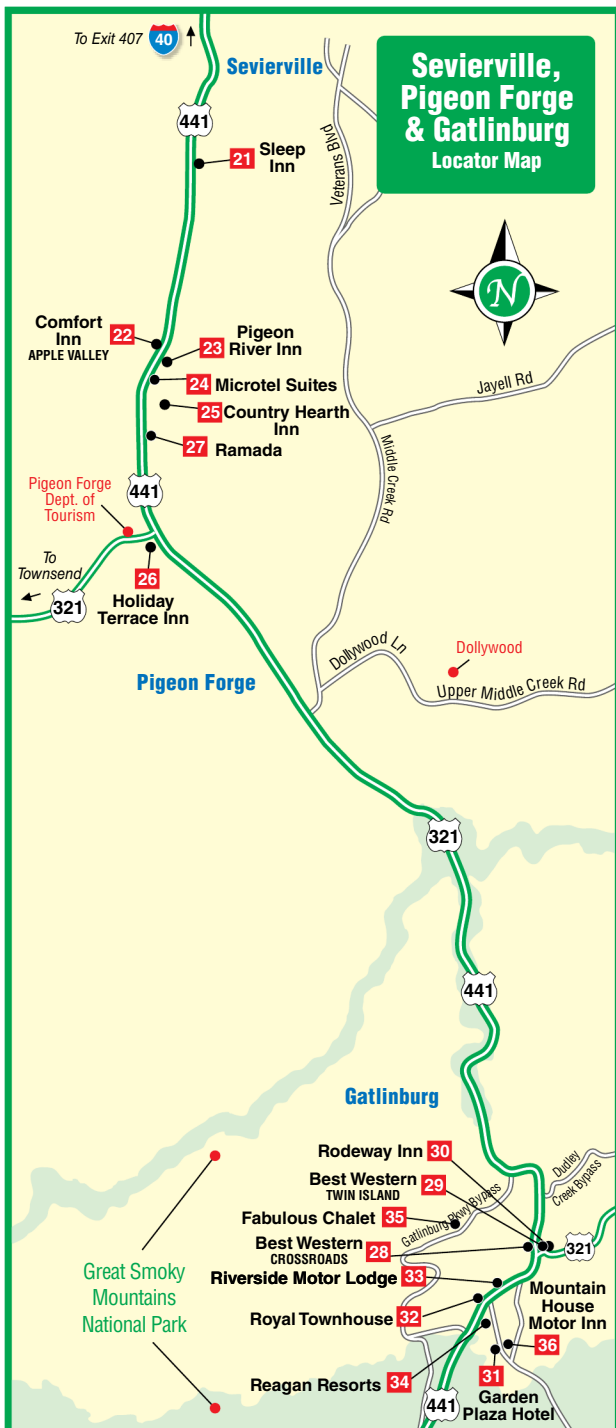 To Exit 407
40
Sevierville
Sevierville,
Pigeon Forge
& Gatlinburg
Locator Map
441
21 Sleep
Inn
Veterans Blvd
N
Comfort
Inn
APPLE VALLEY
22
23 Pigeon
River Inn
24 Microtel Suites
25 Country Hearth
Inn
27 Ramada
Jayell Rd
Middle Creek Rd
441
Pigeon Forge
Dept. of
Tourism
To
Townsend
321
26
Holiday
Terrace Inn
Dollywood Ln
Dollywood
Upper Middle Creek Rd
Pigeon Forge
321
441
Gatlinburg
Rodeway Inn 30
Best Western 29
TWIN ISLAND
Dudley
Creek Bypass
Fabulous Chalet 35
Gatlinburg Pkwy Bypass
Best Western 28
CROSSROADS
321
Riverside Motor Lodge 33
Great Smoky
Mountains
National Park
Royal Townhouse 32
Mountain
House
Motor Inn
36
Reagan Resorts 34
31
Garden
Plaza Hotel
441